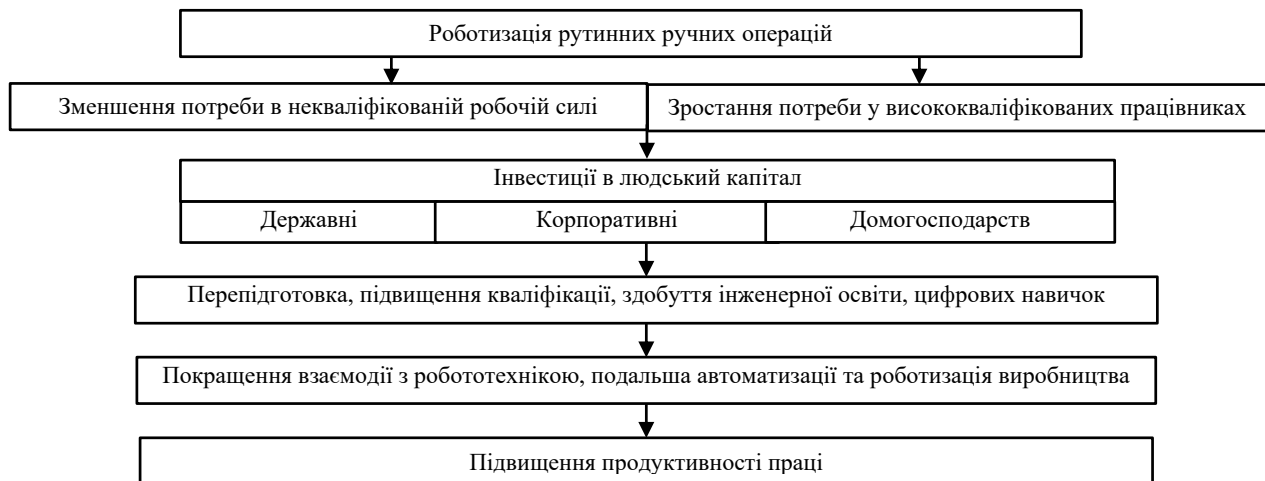 Роботизація рутинних ручних операцій
Зменшення потреби в некваліфікованій робочій силі
Зростання потреби у висококваліфікованих працівниках
Інвестиції в людський капітал
Державні
Корпоративні
Домогосподарств
Перепідготовка, підвищення кваліфікації, здобуття інженерної освіти, цифрових навичок
Покращення взаємодії з робототехнікою, подальша автоматизації та роботизація виробництва
Підвищення продуктивності праці